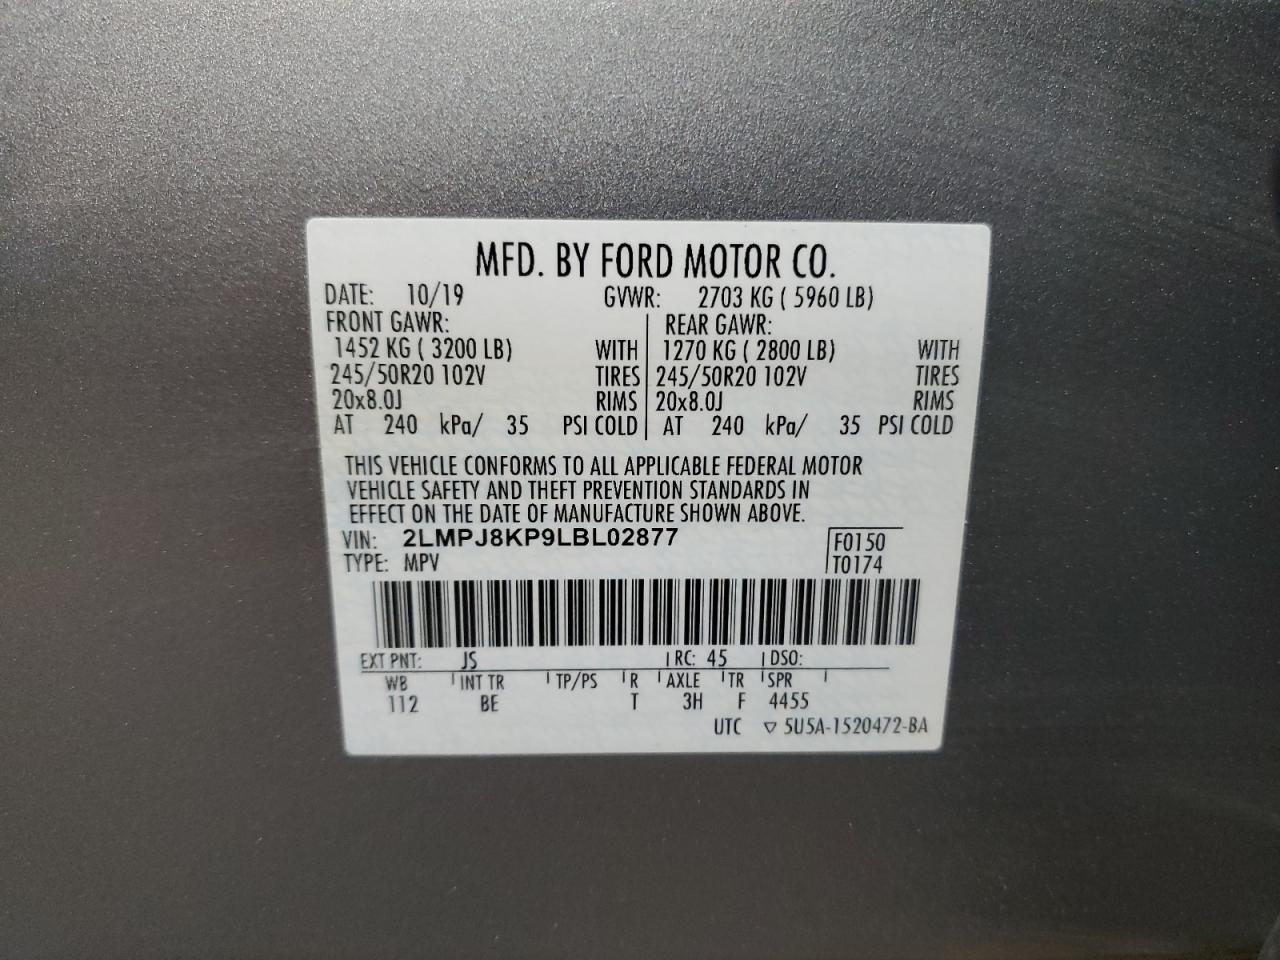 MFD. BY FORD MOTOR CO.
DATE: 10/19 GVWR: 2703 KG ( 5960 LB)
FRONT GAWR: REAR GAWR:
1452 KG ( 3200 LB) WITH 1270 KG ( 2800 LB) WITH
245/50R20 102V TIRES 245/50R20 102V TIRES
20x8.0J RIMS 20x8.0J RIMS
AT 240 kPa/ 35 PSI COLD AT 240 kPa/ 35 PSI COLD
THIS VEHICLE CONFORMS TO ALL APPLICABLE FEDERAL MOTOR
VEHICLE SAFETY AND THEFT PREVENTION STANDARDS IN
EFFECT ON THE DATE OF MANUFACTURE SHOWN ABOVE.
VIN: 2LMPJ8KP9LBL02877 F0150
TYPE: MPV T0174
EXT PNT: JS RC: 45 DSO:
WB INT TR TP/PS R AXLE TR SPR
112 BE T 3H F 4455
UTC ▽ 5U5A-1520472-BA